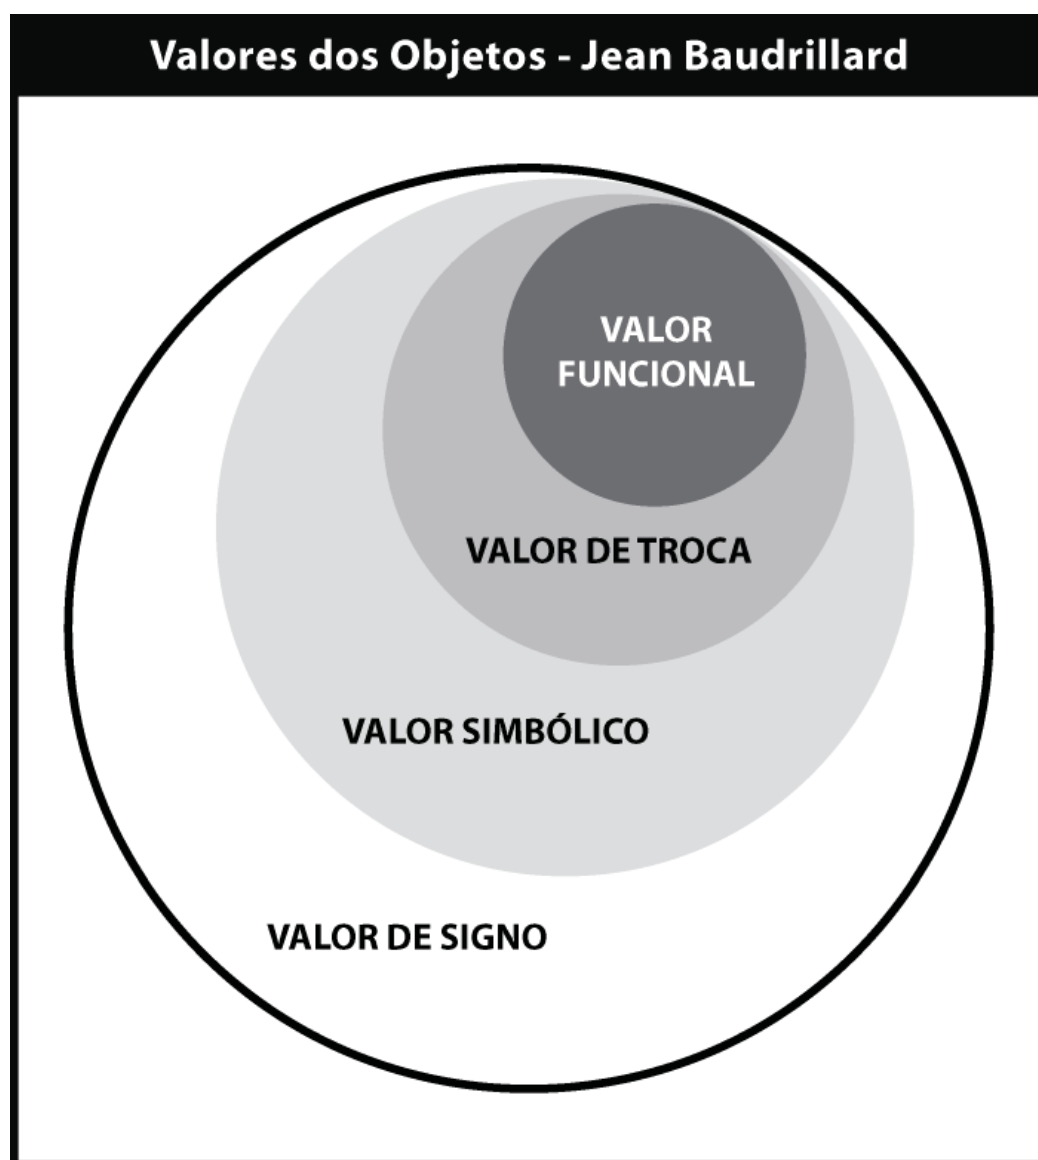 Valores dos Objetos - Jean Baudrillard
VALOR
FUNCIONAL
VALOR DE TROCA
VALOR SIMBÓLICO
VALOR DE SIGNO